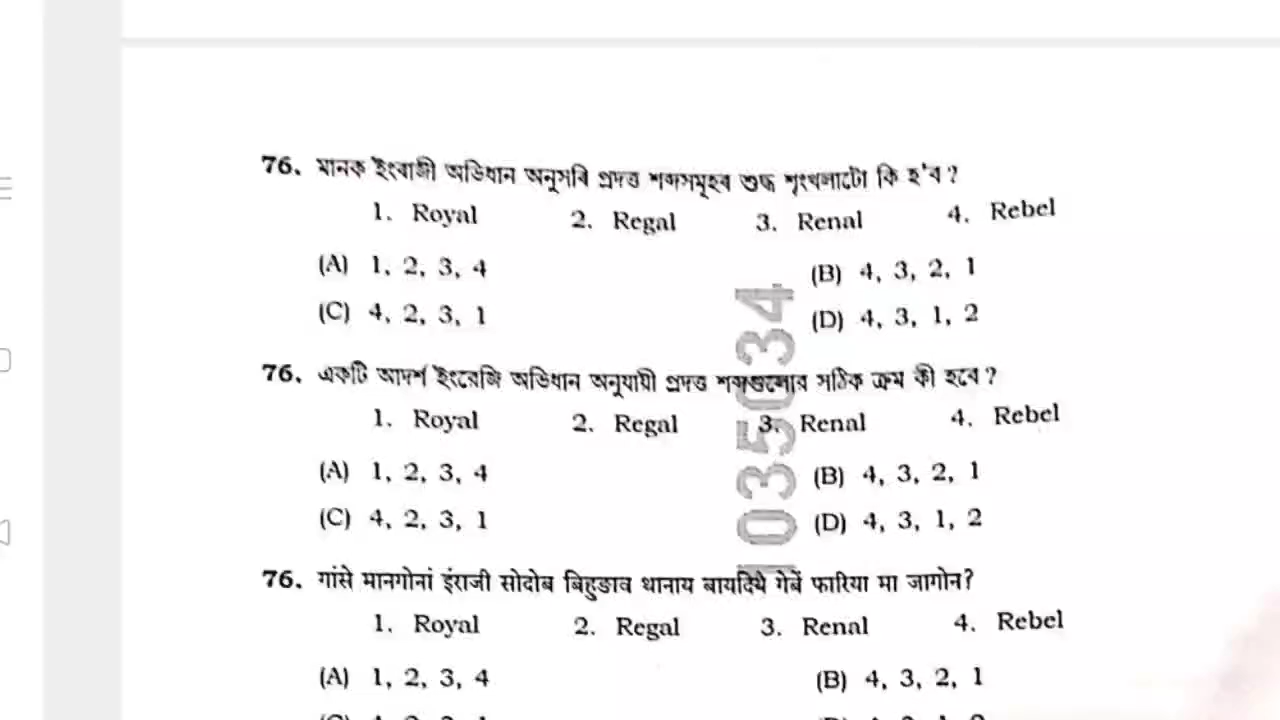 76. মানক ইংৰাজী অভিধান অনুসৰি প্ৰদত্ত শব্দসমূহৰ শুদ্ধ শৃংখলাটো কি হ'ব ?
1. Royal 2. Regal 3. Renal 4. Rebel
(A) 1, 2, 3, 4 (B) 4, 3, 2, 1
(C) 4, 2, 3, 1 (D) 4, 3, 1, 2
76. একটি আদর্শ ইংরেজি অভিধান অনুযায়ী প্রদত্ত শব্দগুলোর সঠিক ক্রম কী হবে ?
1. Royal 2. Regal 3. Renal 4. Rebel
(A) 1, 2, 3, 4 (B) 4, 3, 2, 1
(C) 4, 2, 3, 1 (D) 4, 3, 1, 2
76. गांसे मानगोनां इंराजी सोदोब बिहुङाव थानाय बायदियै गेबें फारिया मा जागोन?
1. Royal 2. Regal 3. Renal 4. Rebel
(A) 1, 2, 3, 4 (B) 4, 3, 2, 1